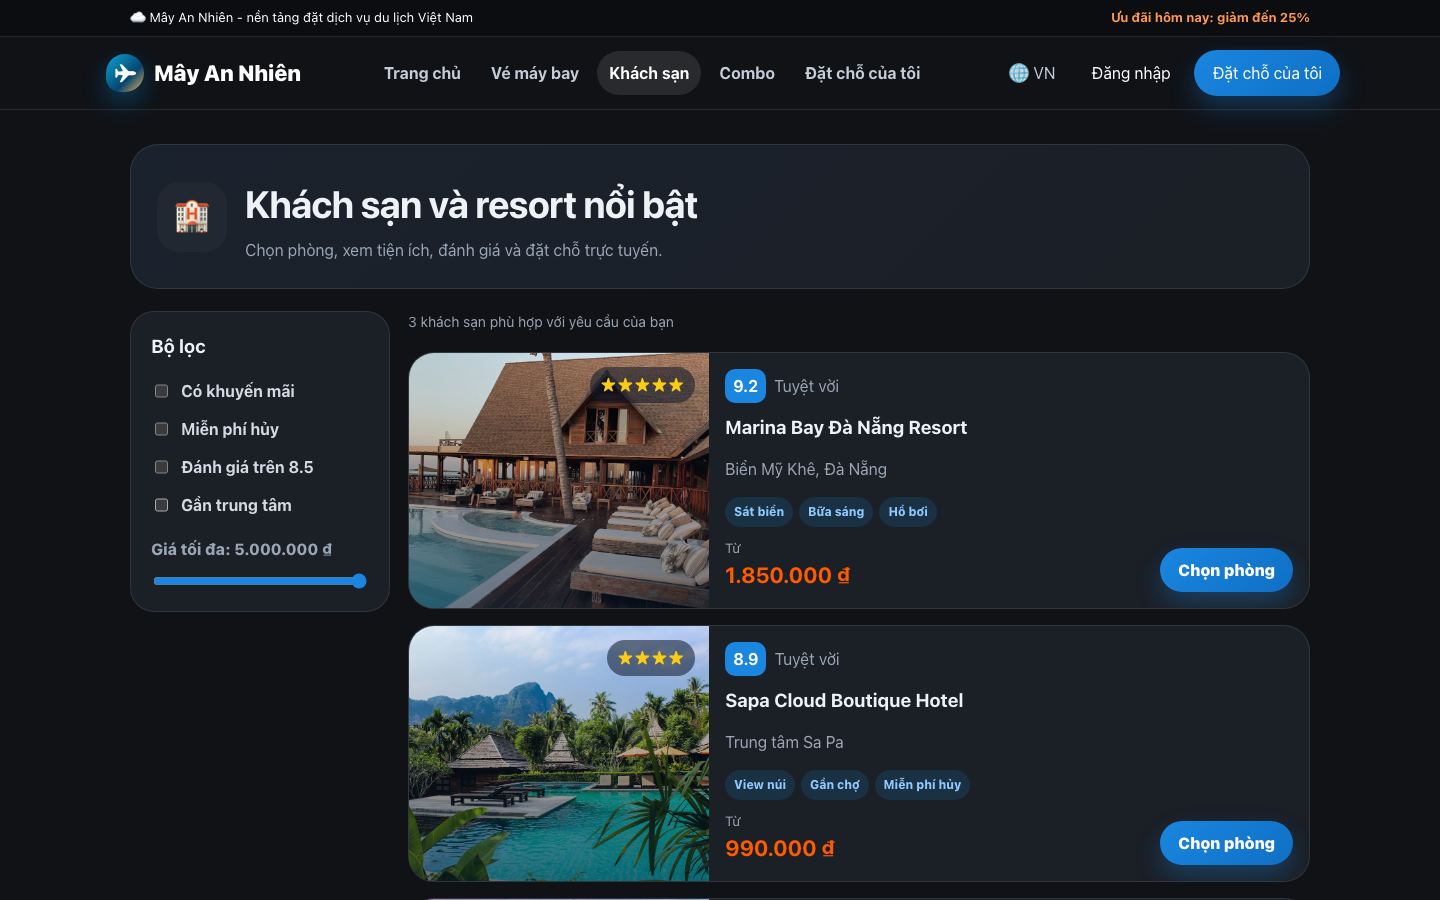 Mây An Nhiên - nền tảng đặt dịch vụ du lịch Việt Nam
Ưu đãi hôm nay: giảm đến 25%
Mây An Nhiên
Trang chủ
Vé máy bay
Khách sạn
Combo
Đặt chỗ của tôi
VN
Đăng nhập
Đặt chỗ của tôi
Khách sạn và resort nổi bật
Chọn phòng, xem tiện ích, đánh giá và đặt chỗ trực tuyến.
Bộ lọc
Có khuyến mãi
Miễn phí hủy
Đánh giá trên 8.5
Gần trung tâm
Giá tối đa: 5.000.000 ₫
3 khách sạn phù hợp với yêu cầu của bạn
9.2 Tuyệt vời
Marina Bay Đà Nẵng Resort
Biển Mỹ Khê, Đà Nẵng
Sát biển
Bữa sáng
Hồ bơi
Từ
1.850.000 ₫
Chọn phòng
8.9 Tuyệt vời
Sapa Cloud Boutique Hotel
Trung tâm Sa Pa
View núi
Gần chợ
Miễn phí hủy
Từ
990.000 ₫
Chọn phòng